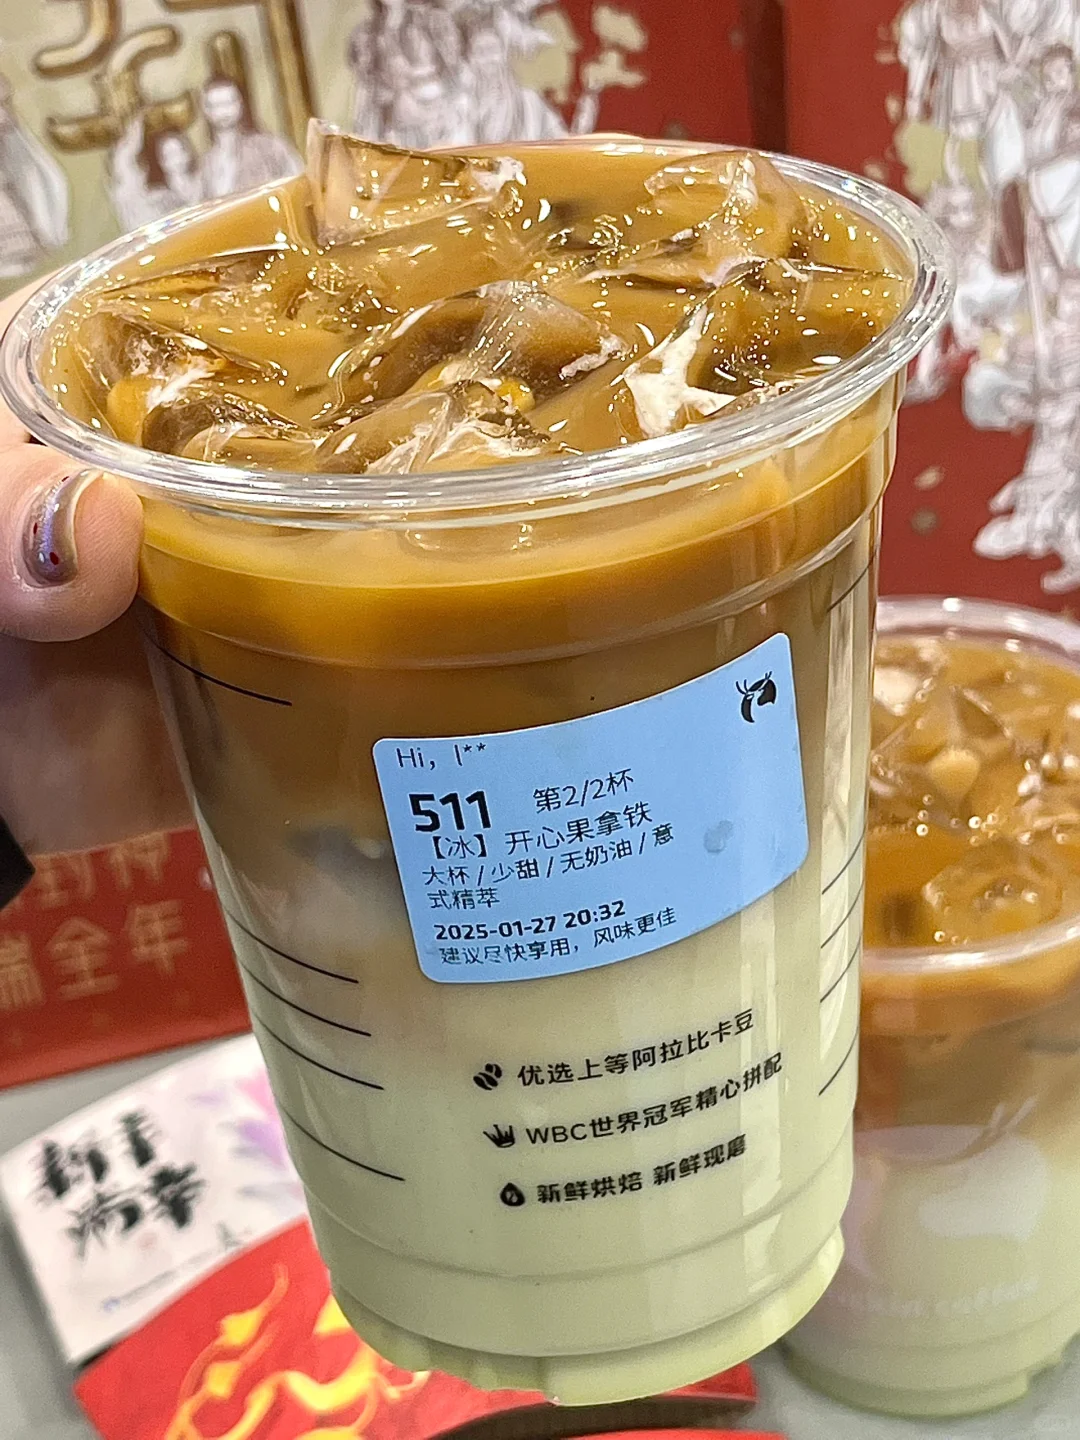 Hi, l**
511 第2/2杯
【冰】开心果拿铁
大杯/少甜/无奶油/意
式精萃
2025-01-27 20:32
建议尽快享用，风味更佳
优选上等阿拉比卡豆
WBC世界冠军精心拼配
新鲜烘焙 新鲜现磨
全年